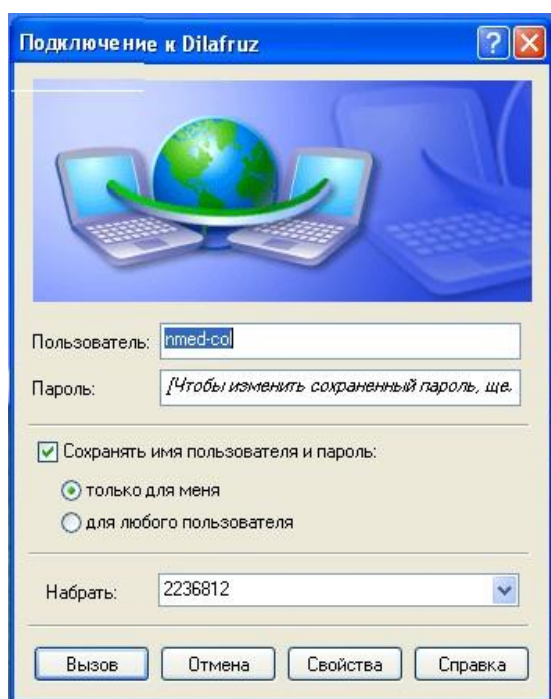 Подключение к Dilafruz
Пользователь: nmed-col
Пароль: [Чтобы изменить сохраненный пароль, ще.
Сохранять имя пользователя и пароль:
только для меня
для любого пользователя
Набрать: 2236812
Вызов Отмена Свойства Справка